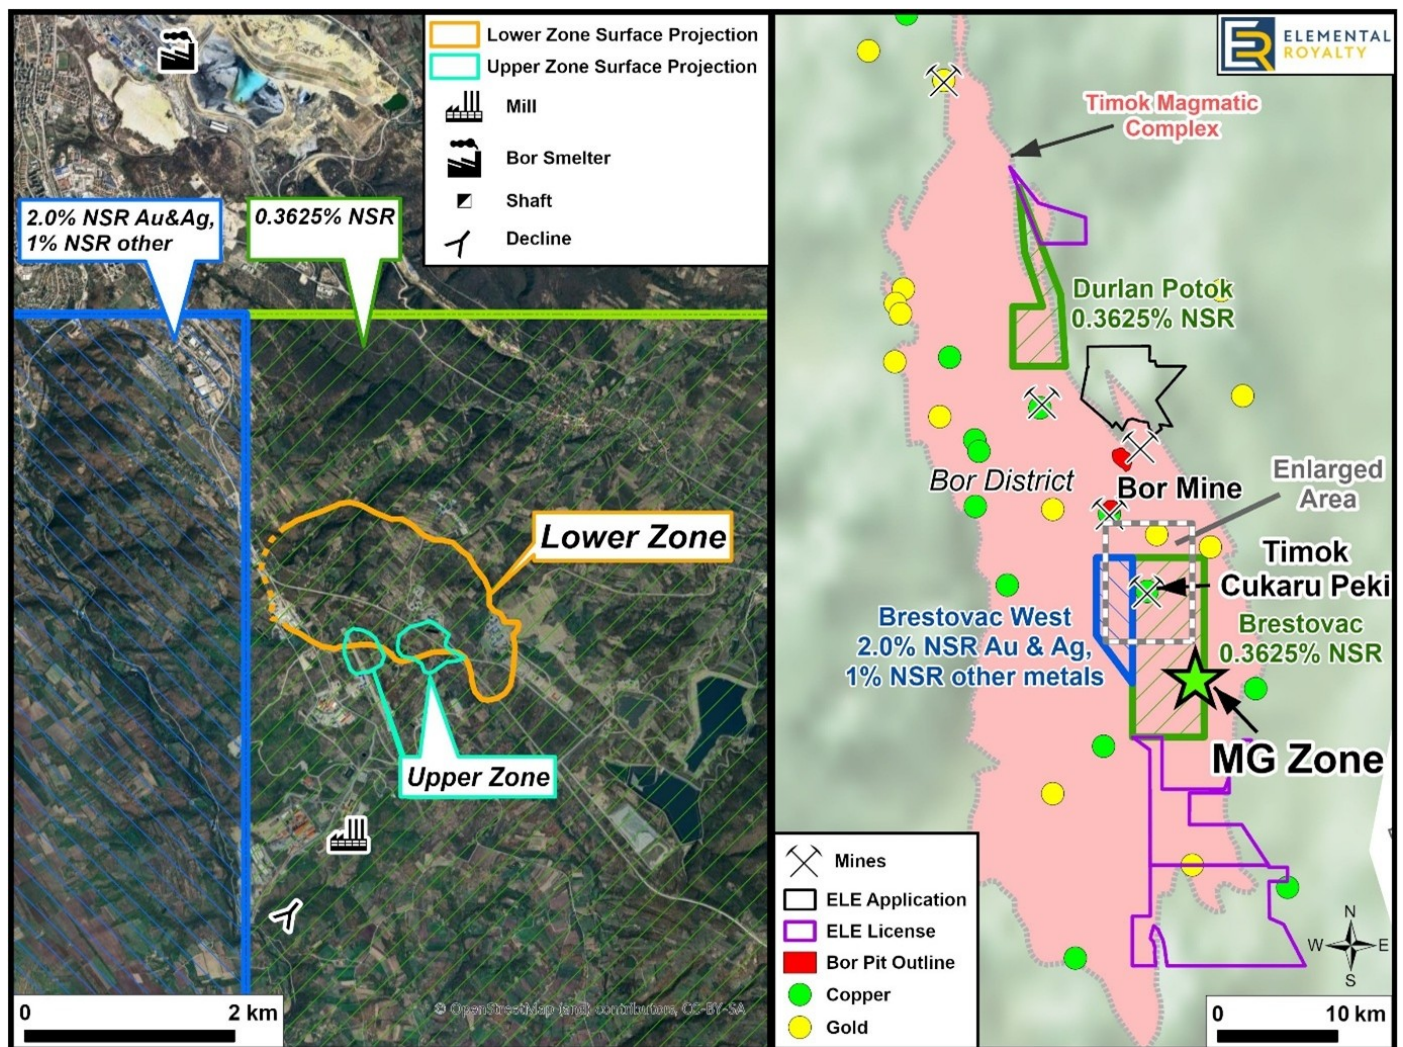 Lower Zone Surface Projection
Upper Zone Surface Projection
Mill
Bor Smelter
Shaft
Decline
2.0% NSR Au&Ag,
1% NSR other
0.3625% NSR
Lower Zone
Upper Zone
0
2 km
© OpenStreetMap (and) contributors, CC-BY-SA
ELEMENTAL
ROYALTY
Timok Magmatic
Complex
Durlan Potok
0.3625% NSR
Bor District
Bor Mine
Enlarged
Area
Timok
Cukaru Peki
Brestovac West
2.0% NSR Au & Ag,
1% NSR other metals
Brestovac
0.3625% NSR
MG Zone
Mines
ELE Application
ELE License
Bor Pit Outline
Copper
Gold
N
W
E
S
0
10 km